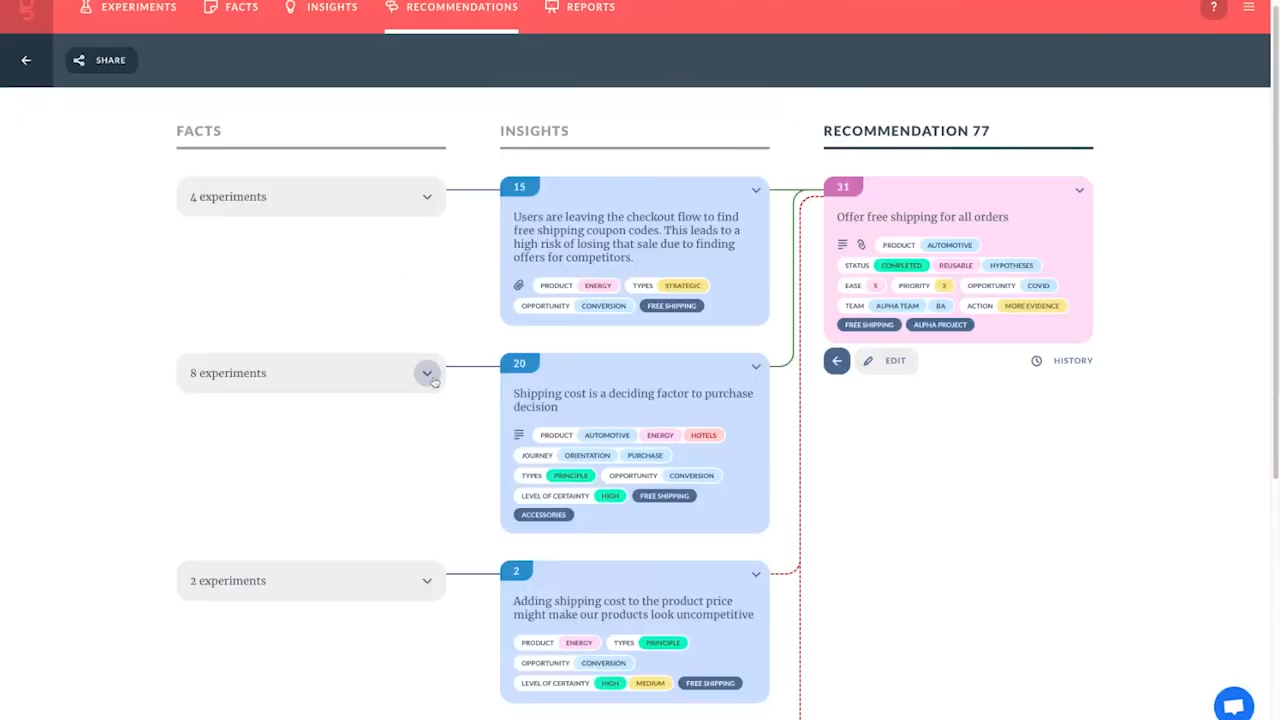 EXPERIMENTS FACTS INSIGHTS RECOMMENDATIONS REPORTS ?
SHARE
FACTS
INSIGHTS
RECOMMENDATION 77
4 experiments
15
Users are leaving the checkout flow to find
free shipping coupon codes. This leads to a
high risk of losing that sale due to finding
offers for competitors.
PRODUCT ENERGY TYPES STRATEGIC
OPPORTUNITY CONVERSION FREE SHIPPING
31
Offer free shipping for all orders
PRODUCT AUTOMOTIVE
STATUS COMPLETED REUSABLE HYPOTHESES
EASE 5 PRIORITY 3 OPPORTUNITY COVID
TEAM ALPHA TEAM BA ACTION MORE EVIDENCE
FREE SHIPPING ALPHA PROJECT
EDIT HISTORY
8 experiments
20
Shipping cost is a deciding factor to purchase
decision
PRODUCT AUTOMOTIVE ENERGY HOTELS
JOURNEY ORIENTATION PURCHASE
TYPES PRINCIPLE OPPORTUNITY CONVERSION
LEVEL OF CERTAINTY HIGH FREE SHIPPING
ACCESSORIES
2 experiments
2
Adding shipping cost to the product price
might make our products look uncompetitive
PRODUCT ENERGY TYPES PRINCIPLE
OPPORTUNITY CONVERSION
LEVEL OF CERTAINTY HIGH MEDIUM FREE SHIPPING